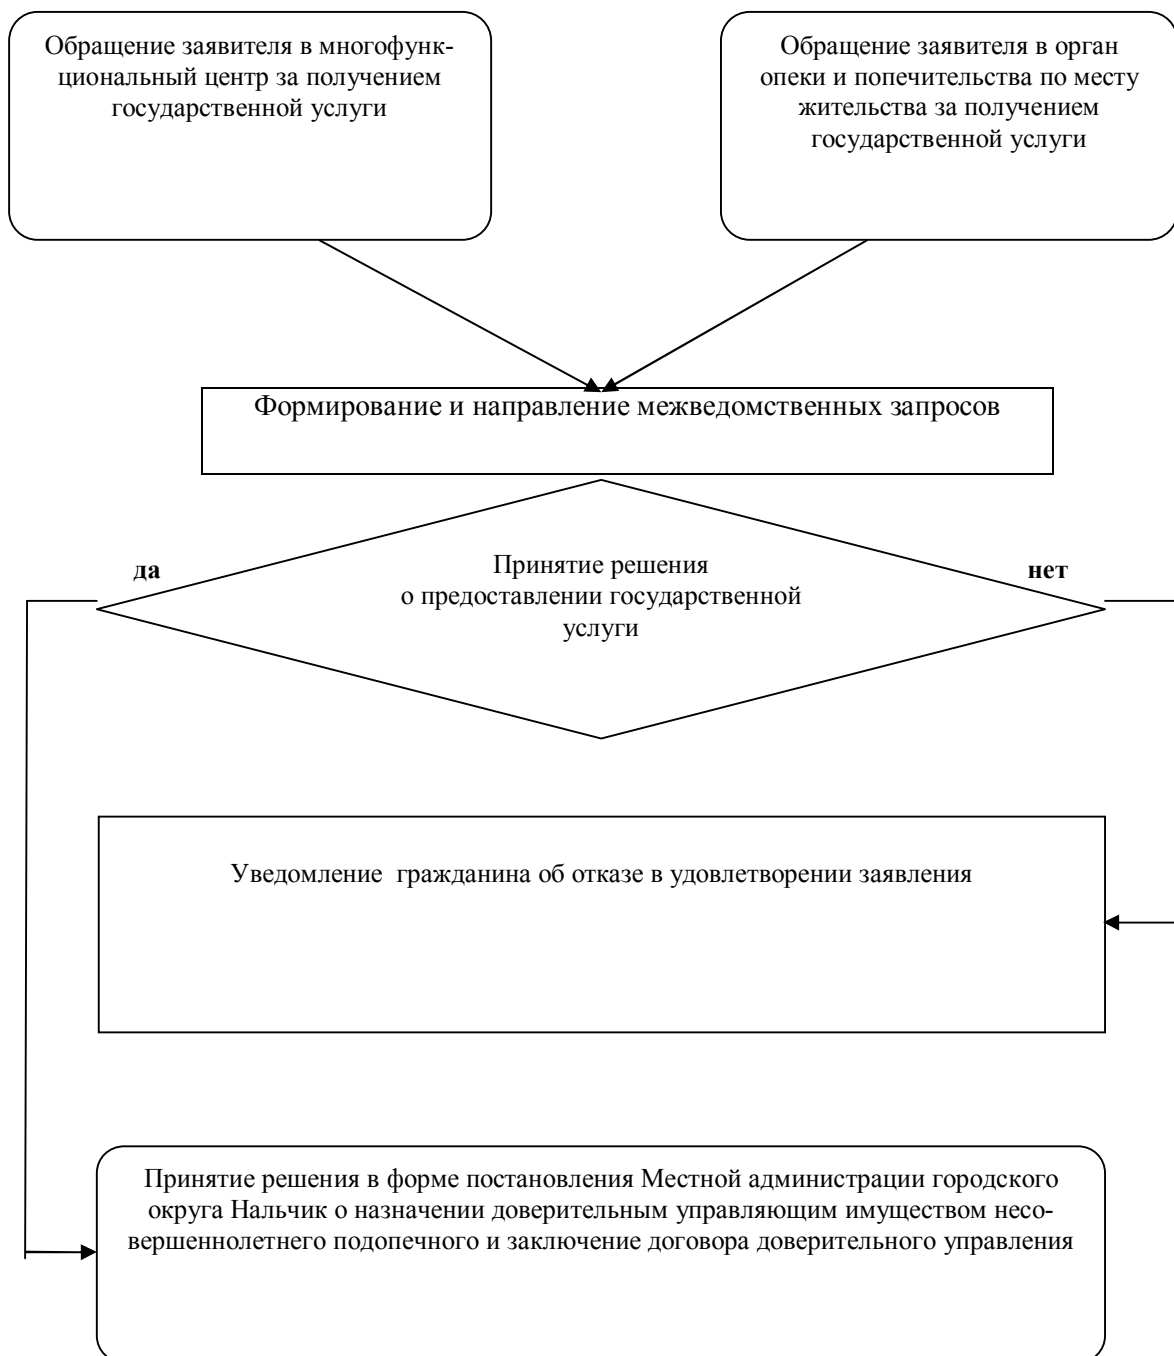 Обращение заявителя в многофунк-
циональный центр за получением
государственной услуги
Обращение заявителя в орган
опеки и попечительства по месту
жительства за получением
государственной услуги
Формирование и направление межведомственных запросов
да
Принятие решения
о предоставлении государственной
услуги
нет
Уведомление гражданина об отказе в удовлетворении заявления
Принятие решения в форме постановления Местной администрации городского
округа Нальчик о назначении доверительным управляющим имуществом несо-
вершеннолетнего подопечного и заключение договора доверительного управления